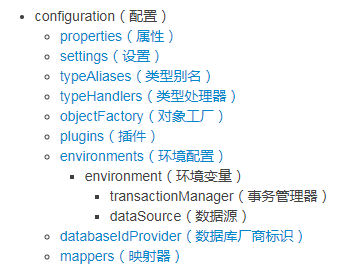 configuration（配置）
properties（属性）
settings（设置）
typeAliases（类型别名）
typeHandlers（类型处理器）
objectFactory（对象工厂）
plugins（插件）
environments（环境配置）
environment（环境变量）
transactionManager（事务管理器）
dataSource（数据源）
databaseIdProvider（数据库厂商标识）
mappers（映射器）